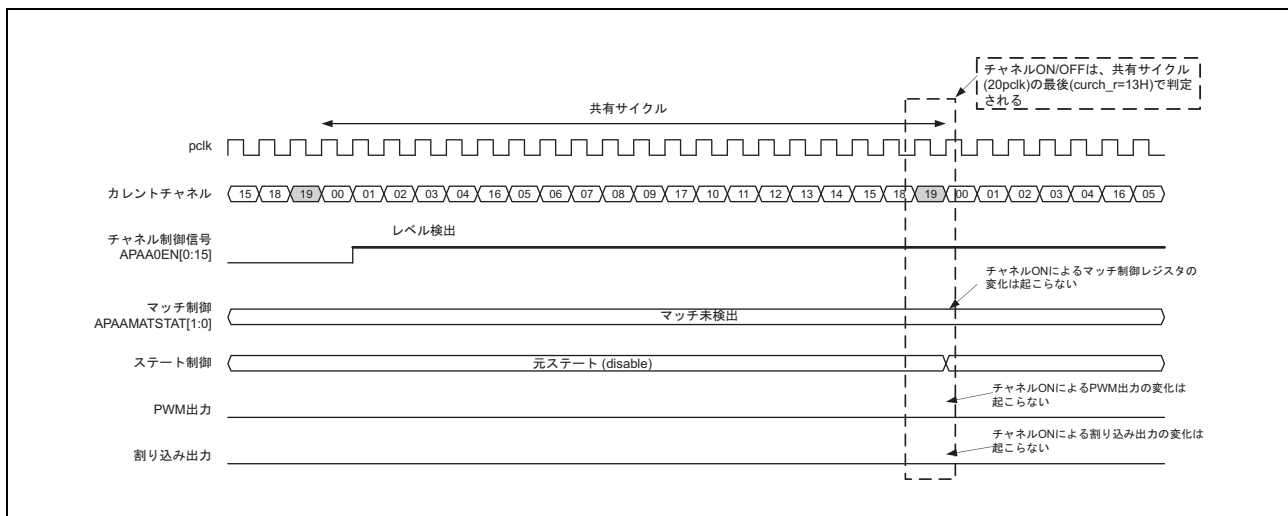 チャネルON/OFFは、共有サイクル
(20pclk)の最後(curch_r=13H)で判定
される
共有サイクル
pclk
カレントチャネル
15 18 19 00 01 02 03 04 16 05 06 07 08 09 17 10 11 12 13 14 15 18 19 00 01 02 03 04 16 05
チャネル制御信号
APAA0EN[0:15]
レベル検出
チャネルONによるマッチ制御レジスタの
変化は起こらない
マッチ制御
APAAMATSTAT[1:0]
マッチ未検出
ステート制御
元ステート (disable)
チャネルONによるPWM出力の変化は
起こらない
PWM出力
チャネルONによる割り込み出力の変化は
起こらない
割り込み出力